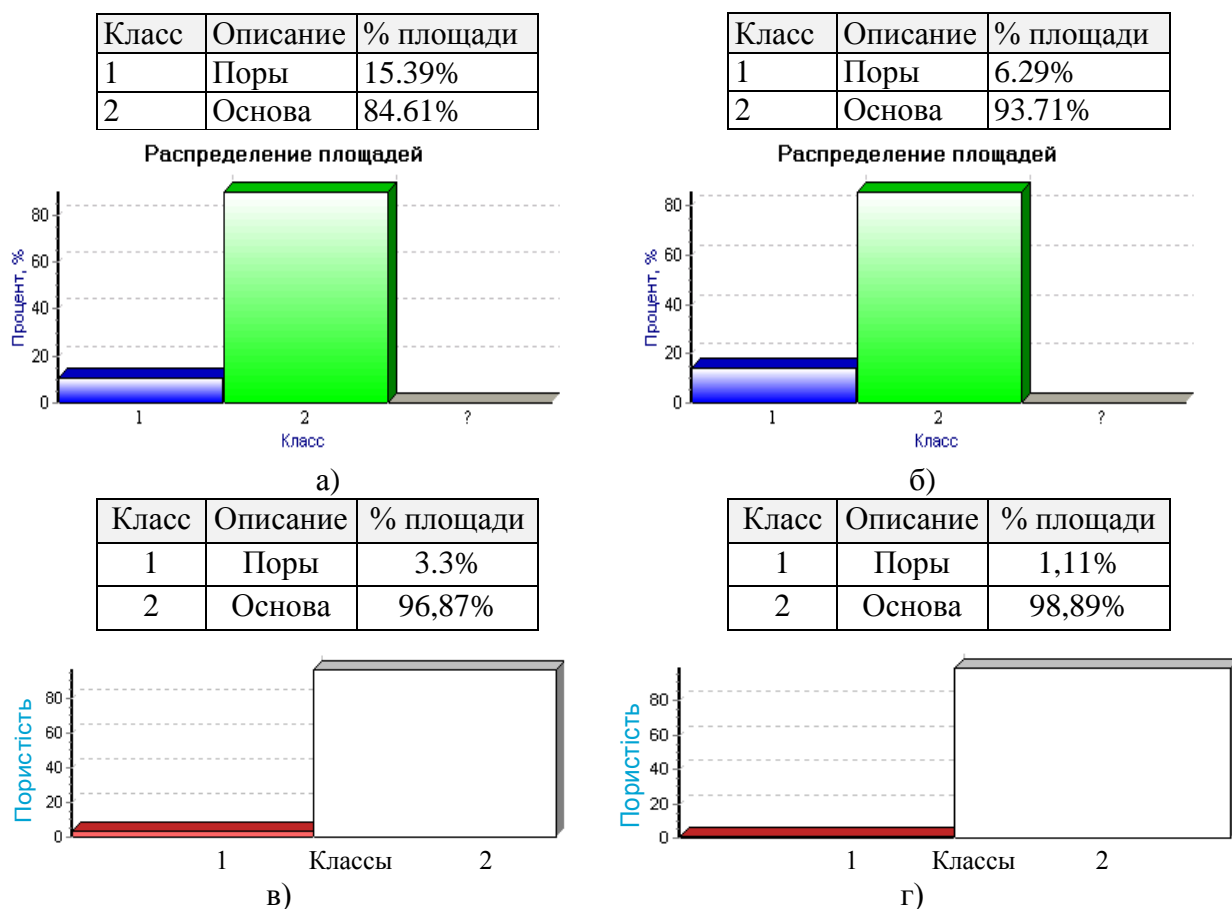 Класс Описание % площади
1 Поры 15.39%
2 Основа 84.61%
Распределение площадей
Процент, %
80
60
40
20
0
1 2 ?
Класс
а)
Класс Описание % площади
1 Поры 6.29%
2 Основа 93.71%
Распределение площадей
Процент, %
80
60
40
20
0
1 2 ?
Класс
б)
Класс Описание % площади
1 Поры 3.3%
2 Основа 96,87%
Пористість
80
60
40
20
0
1 Классы 2
в)
Класс Описание % площади
1 Поры 1,11%
2 Основа 98,89%
Пористість
80
60
40
20
0
1 Классы 2
г)